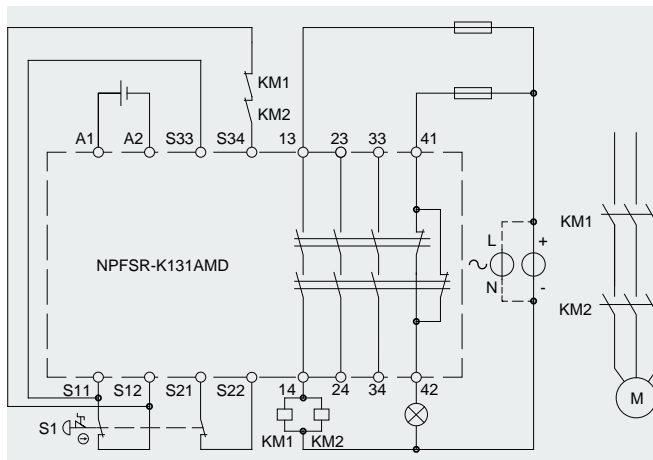 KM1
KM2
A1 A2 S33 S34 13 23 33 41
KM1
L +
NPFSR-K131AMD
N -
KM2
S11 S12 S21 S22 14 24 34 42
M
S1
KM1 KM2